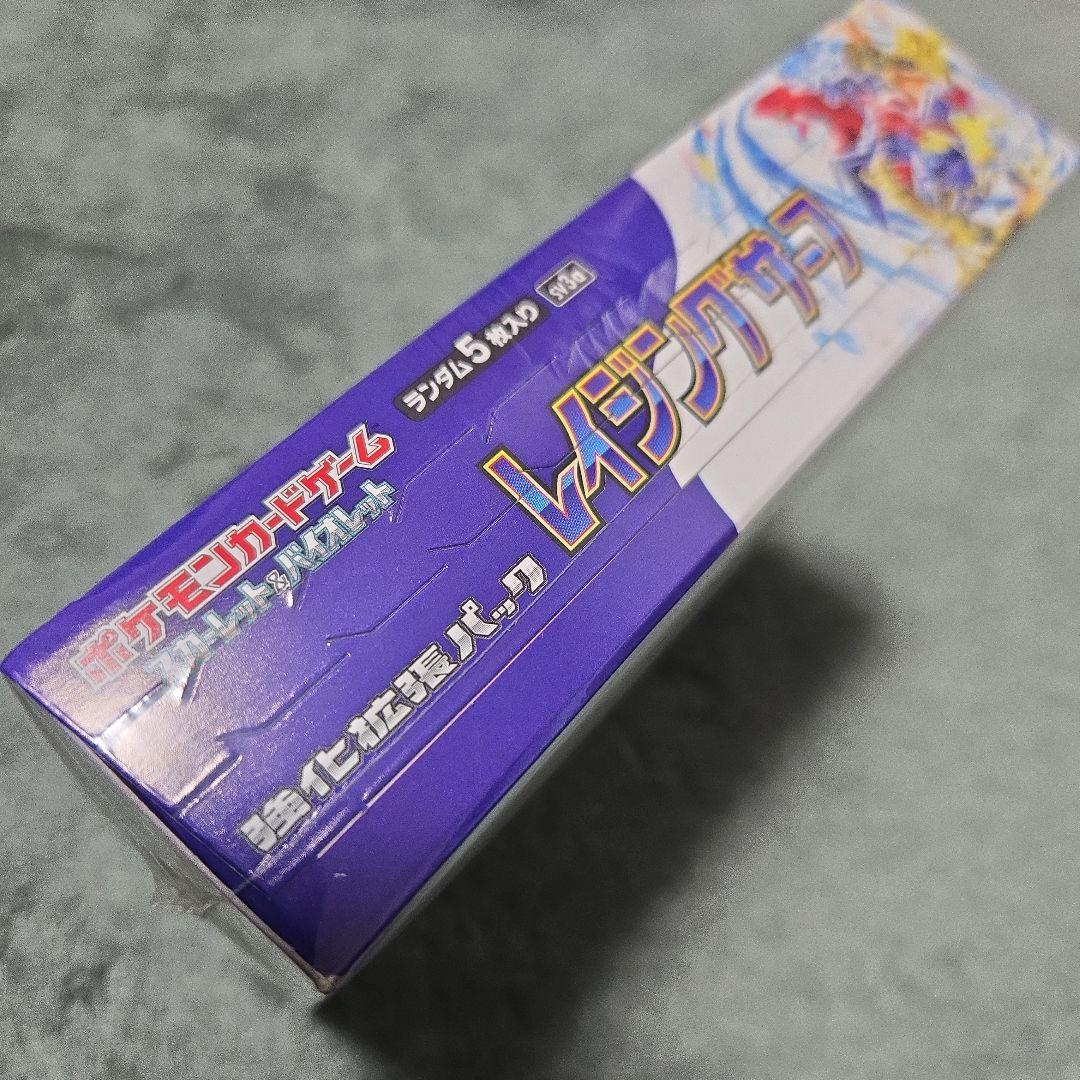 ポケモンカードゲーム
スカーレット&バイオレット
ランダム5枚入り
sv3a
強化拡張パック
レイジングサーフ